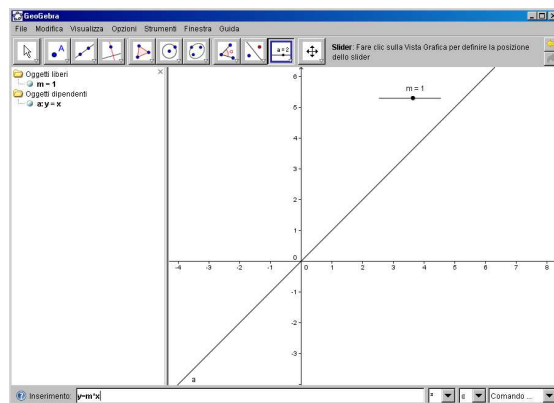 GeoGebra
File Modifica Visualizza Opzioni Strumenti Finestra Guida
a=2
Slider: Fare clic sulla Vista Grafica per definire la posizione
dello slider
Oggetti liberi
m = 1
Oggetti dipendenti
a: y = x
m = 1
6
5
4
3
2
1
0
-4 -3 -2 -1 0 1 2 3 4 5 6 7 8
-1
-2
-3
a
Inserimento: y=m*x
Comando ...